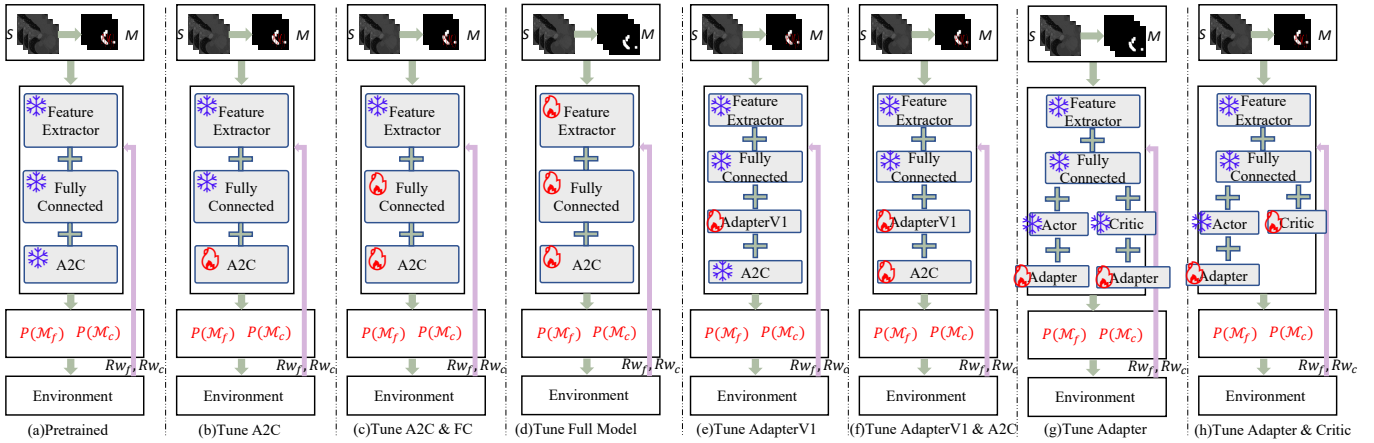 S M
Feature
Extractor
Fully
Connected
A2C
P(ℳ_f) P(ℳ_c)
Rw_f, Rw_c
Environment
(a)Pretrained
S M
Feature
Extractor
Fully
Connected
A2C
P(ℳ_f) P(ℳ_c)
Rw_f, Rw_c
Environment
(b)Tune A2C
S M
Feature
Extractor
Fully
Connected
A2C
P(ℳ_f) P(ℳ_c)
Rw_f, Rw_c
Environment
(c)Tune A2C & FC
S M
Feature
Extractor
Fully
Connected
A2C
P(ℳ_f) P(ℳ_c)
Rw_f, Rw_c
Environment
(d)Tune Full Model
S M
Feature
Extractor
Fully
Connected
AdapterV1
A2C
P(ℳ_f) P(ℳ_c)
Rw_f, Rw_c
Environment
(e)Tune AdapterV1
S M
Feature
Extractor
Fully
Connected
AdapterV1
A2C
P(ℳ_f) P(ℳ_c)
Rw_f, Rw_c
Environment
(f)Tune AdapterV1 & A2C
S M
Feature
Extractor
Fully
Connected
Actor Critic
Adapter Adapter
P(ℳ_f) P(ℳ_c)
Rw_f, Rw_c
Environment
(g)Tune Adapter
S M
Feature
Extractor
Fully
Connected
Actor Critic
Adapter
P(ℳ_f) P(ℳ_c)
Rw_f, Rw_c
Environment
(h)Tune Adapter & Critic